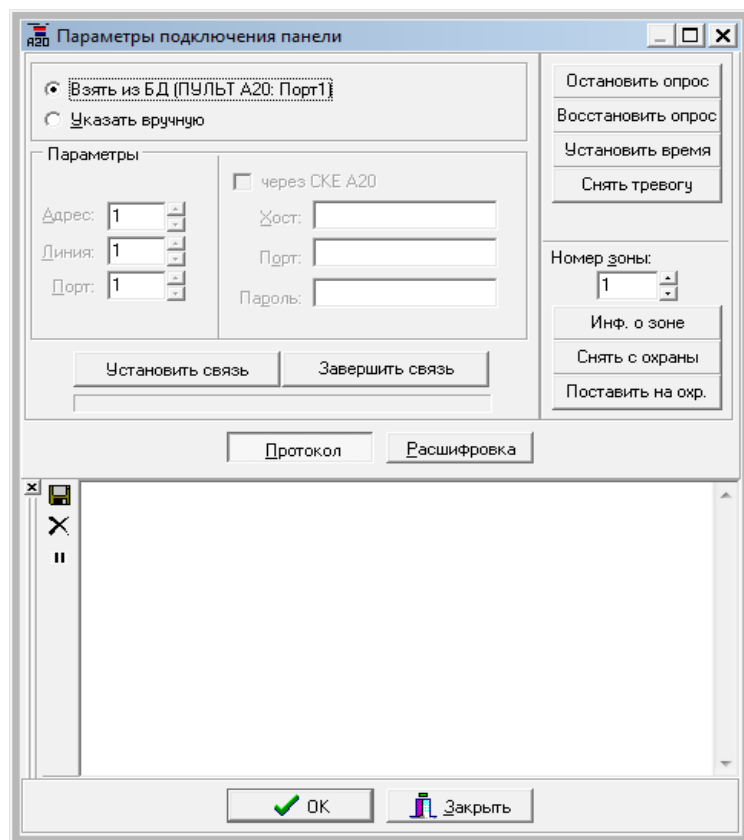 A20 Параметры подключения панели
Взять из БД (ПУЛЬТ А20: Порт1)
Указать вручную
Параметры
Адрес: 1
Линия: 1
Порт: 1
через СКЕ А20
Хост:
Порт:
Пароль:
Установить связь
Завершить связь
Остановить опрос
Восстановить опрос
Установить время
Снять тревогу
Номер зоны:
1
Инф. о зоне
Снять с охраны
Поставить на охр.
Протокол
Расшифровка
OK
Закрыть